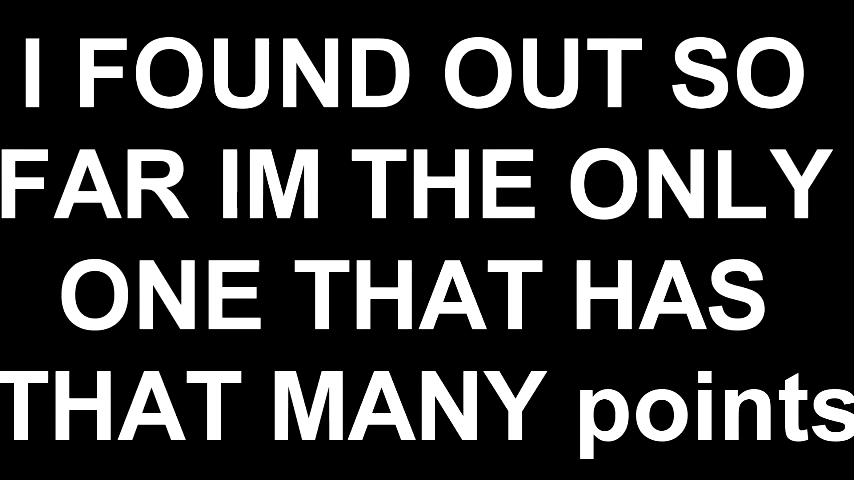 I FOUND OUT SO
FAR IM THE ONLY
ONE THAT HAS
THAT MANY points